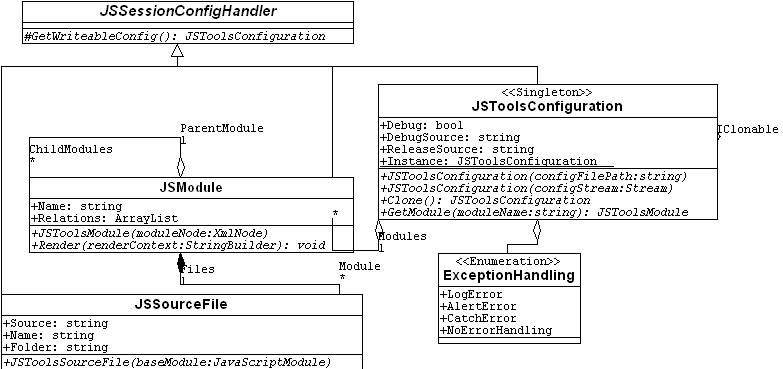 JSSessionConfigHandler
#GetWriteableConfig(): JSToolsConfiguration
<<Singleton>>
JSToolsConfiguration
+Debug: bool
+DebugSource: string
+ReleaseSource: string
+Instance: JSToolsConfiguration
+JSToolsConfiguration(configFilePath:string)
+JSToolsConfiguration(configStream:Stream)
+Clone(): JSToolsConfiguration
+GetModule(moduleName:string): JSToolsModule
IClonable
ParentModule
1
ChildModules
*
JSModule
+Name: string
+Relations: ArrayList
+JSToolsModule(moduleNode:XmlNode)
+Render(renderContext:StringBuilder): void
*
Modules
1
<<Enumeration>>
ExceptionHandling
+LogError
+AlertError
+CatchError
+NoErrorHandling
Files
1
Module
*
JSSourceFile
+Source: string
+Name: string
+Folder: string
+JSToolsSourceFile(baseModule:JavaScriptModule)